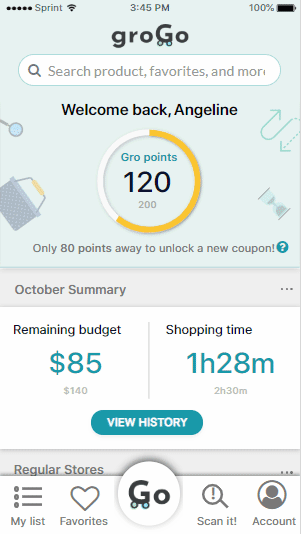 Sprint 3:45 PM 100%
groGo
Search product, favorites, and more
Welcome back, Angeline
Gro points
120
200
Only 80 points away to unlock a new coupon! ?
October Summary ...
Remaining budget Shopping time
$85 1h28m
$140 2h30m
VIEW HISTORY
Regular Stores ...
Go
My list Favorites Scan it! Account